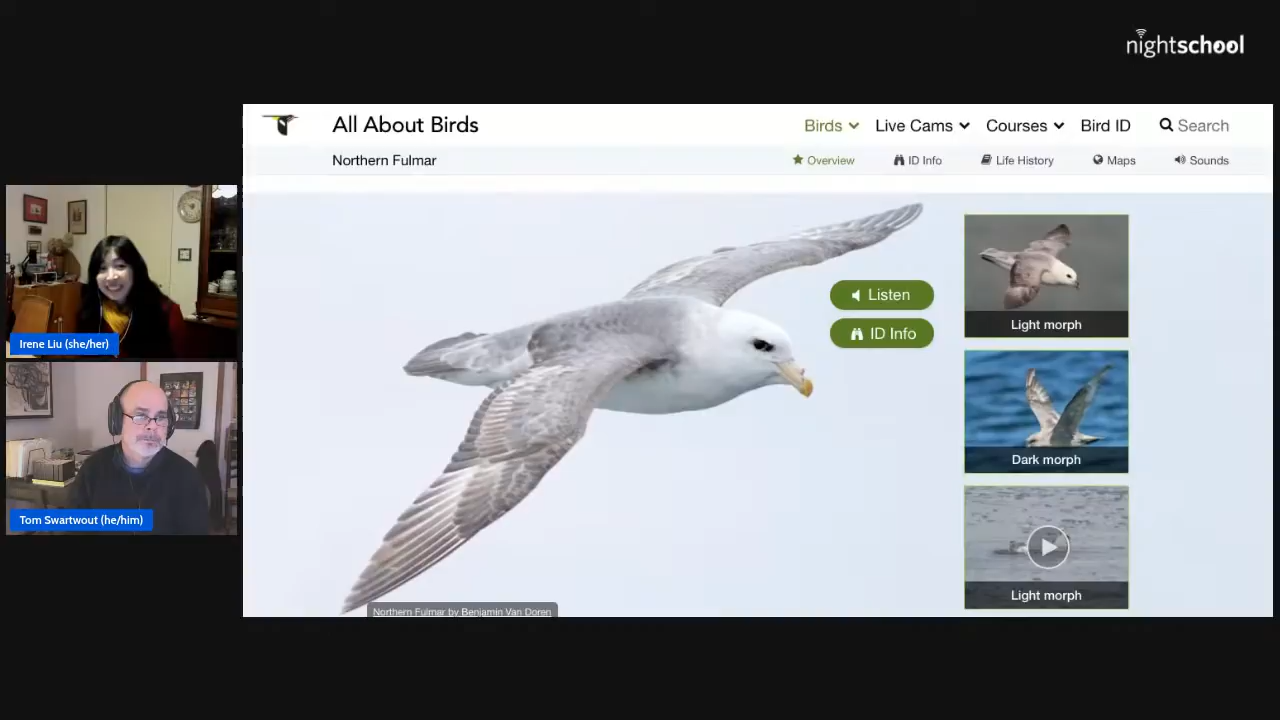 nightschool
All About Birds
Birds
Live Cams
Courses
Bird ID
Search
Northern Fulmar
Overview
ID Info
Life History
Maps
Sounds
Listen
ID Info
Light morph
Dark morph
Light morph
Northern Fulmar by Benjamin Van Doren
Irene Liu (she/her)
Tom Swartwout (he/him)